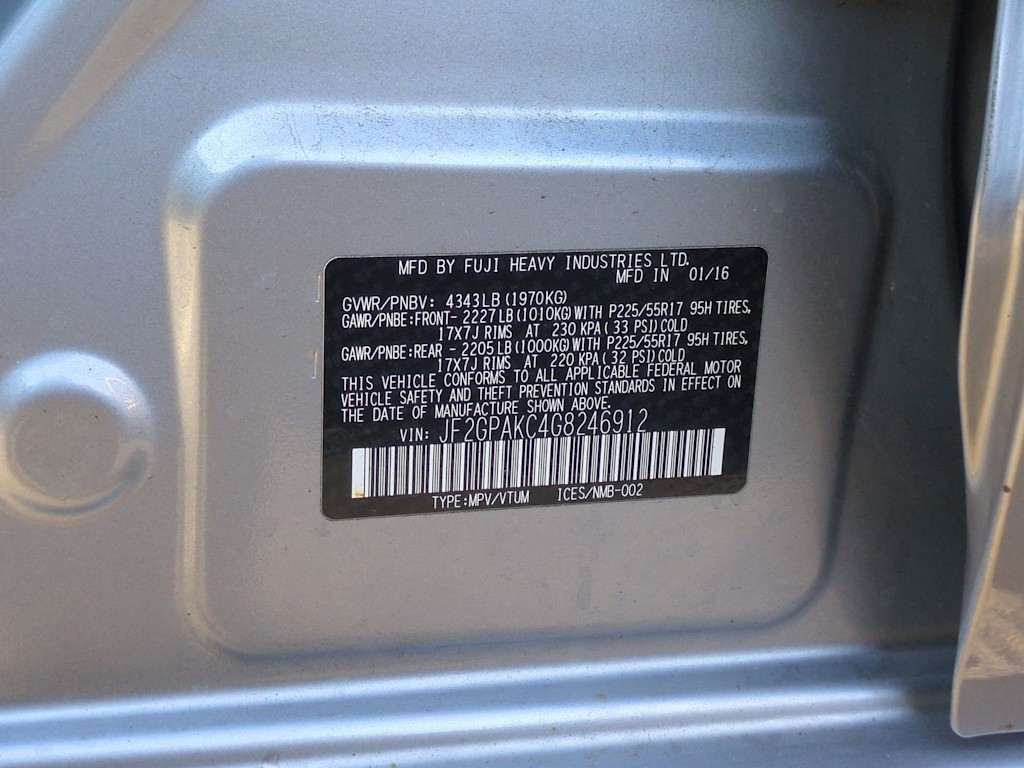 MFD BY FUJI HEAVY INDUSTRIES LTD.
MFD IN 01/16
GVWR/PNBV: 4343LB(1970KG)
GAWR/PNBE:FRONT- 2227LB(1010KG)WITH P225/55R17 95H TIRES,
17X7J RIMS AT 230 KPA( 33 PSI)COLD
GAWR/PNBE:REAR - 2205LB(1000KG)WITH P225/55R17 95H TIRES,
17X7J RIMS AT 220 KPA( 32 PSI)COLD
THIS VEHICLE CONFORMS TO ALL APPLICABLE FEDERAL MOTOR
VEHICLE SAFETY AND THEFT PREVENTION STANDARDS IN EFFECT ON
THE DATE OF MANUFACTURE SHOWN ABOVE.
VIN: JF2GPAKC4G8246912
TYPE:MPV/VTUM ICES/NMB-002